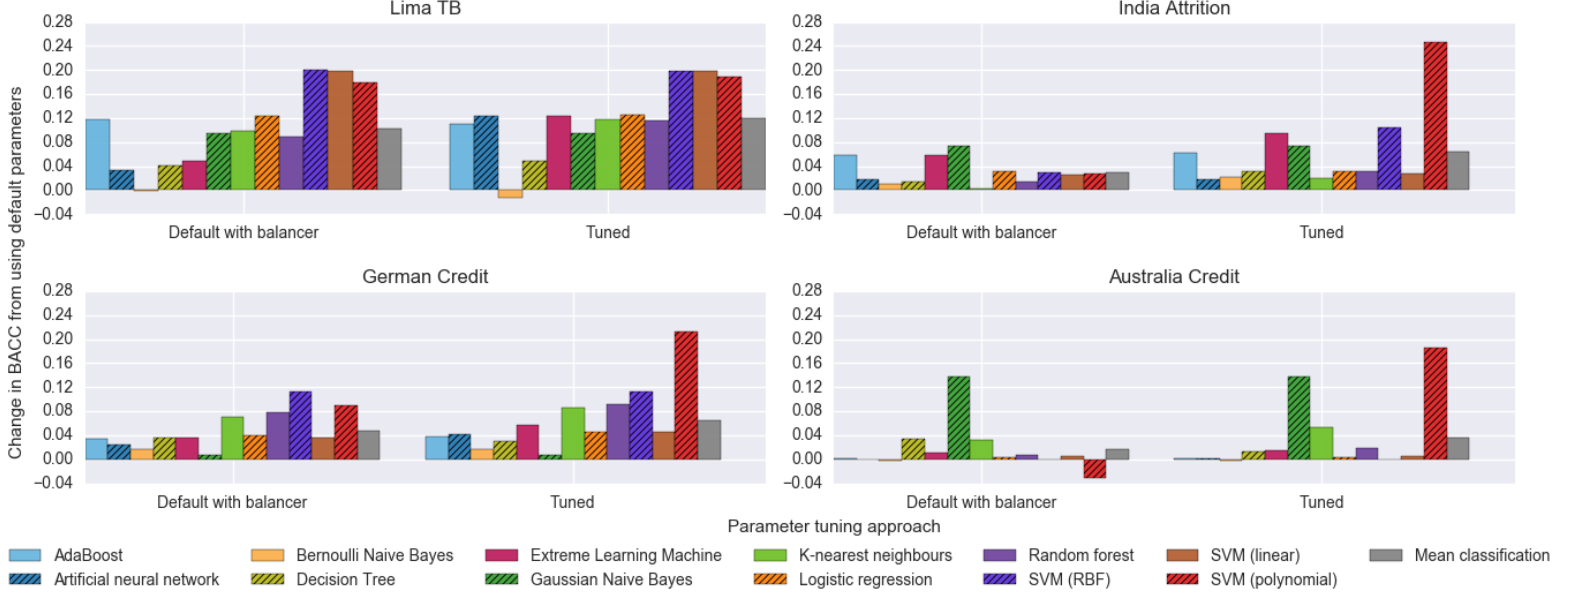 Lima TB
India Attrition
0.28
0.24
0.20
0.16
0.12
0.08
0.04
0.00
−0.04
0.28
0.24
0.20
0.16
0.12
0.08
0.04
0.00
−0.04
Default with balancer
Tuned
Default with balancer
Tuned
Change in BACC from using default parameters
German Credit
Australia Credit
0.28
0.24
0.20
0.16
0.12
0.08
0.04
0.00
−0.04
0.28
0.24
0.20
0.16
0.12
0.08
0.04
0.00
−0.04
Default with balancer
Tuned
Default with balancer
Tuned
Parameter tuning approach
AdaBoost
Bernoulli Naive Bayes
Extreme Learning Machine
K-nearest neighbours
Random forest
SVM (linear)
Mean classification
Artificial neural network
Decision Tree
Gaussian Naive Bayes
Logistic regression
SVM (RBF)
SVM (polynomial)